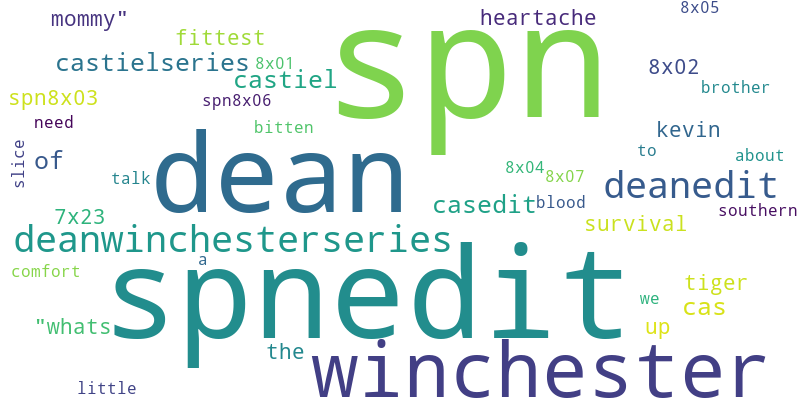 mommy"
heartache
8x05
spn
fittest
castielseries
8x01
castiel
8x02
brother
spn8x03
spn8x06
need
bitten
kevin
slice
of
dean
to
about
talk
8x04
8x07
deanedit
7x23
casedit
blood
southern
survival
deanwinchesterseries
a
comfort
spnedit
tiger
we
cas
"whats
up
the
winchester
little